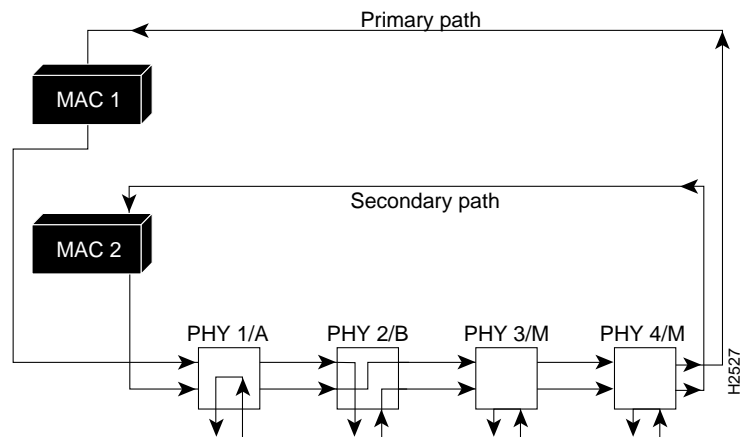 Primary path
MAC 1
Secondary path
MAC 2
PHY 1/A
PHY 2/B
PHY 3/M
PHY 4/M
H2527